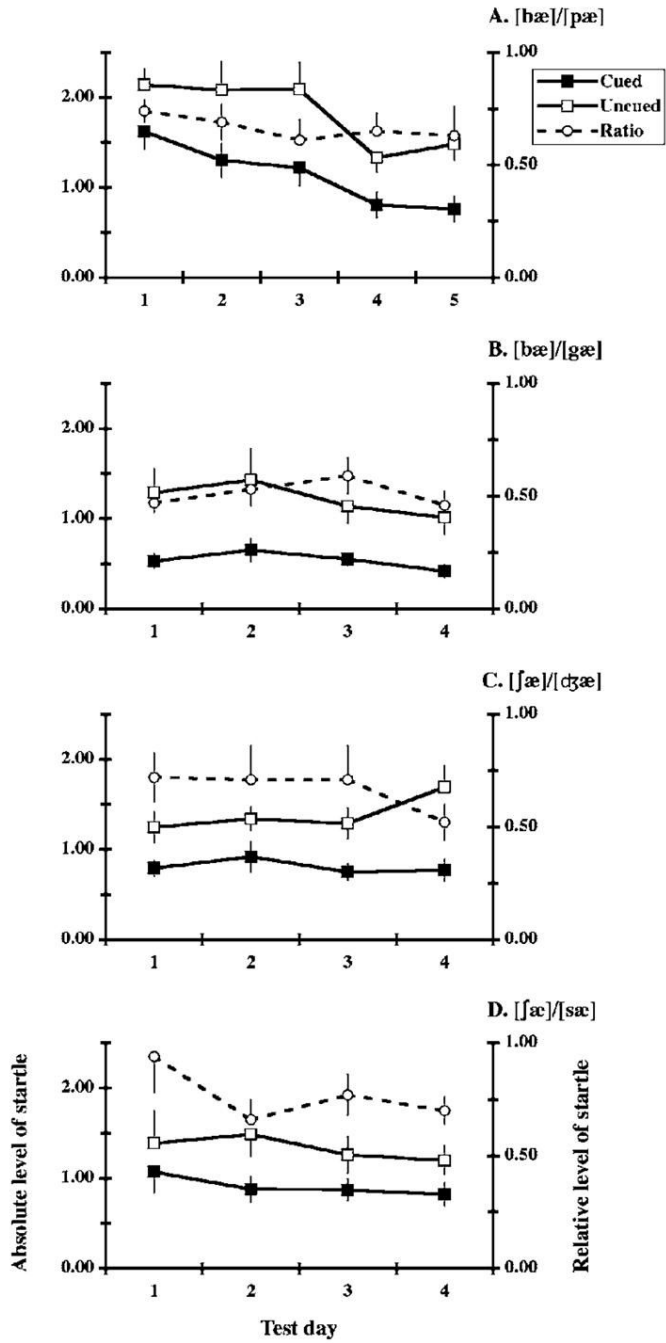 A. [bæ]/[pæ]
1.00
2.00
Cued
Uncued
Ratio
0.50
1.00
0.00
0.00
1 2 3 4 5
B. [bæ]/[gæ]
1.00
2.00
0.50
1.00
0.00
0.00
1 2 3 4
C. [ʃæ]/[ʤæ]
1.00
2.00
0.50
1.00
0.00
0.00
1 2 3 4
D. [ʃæ]/[sæ]
1.00
2.00
0.50
1.00
0.00
0.00
1 2 3 4
Absolute level of startle
Relative level of startle
Test day